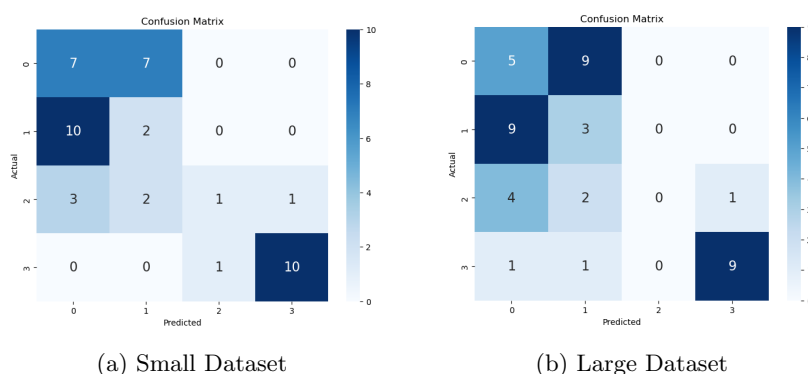 Confusion Matrix
Actual
0
7 7 0 0
1
10 2 0 0
2
3 2 1 1
3
0 0 1 10
0 1 2 3
Predicted
10
8
6
4
2
0
(a) Small Dataset
Confusion Matrix
Actual
0
5 9 0 0
1
9 3 0 0
2
4 2 0 1
3
1 1 0 9
0 1 2 3
Predicted
(b) Large Dataset